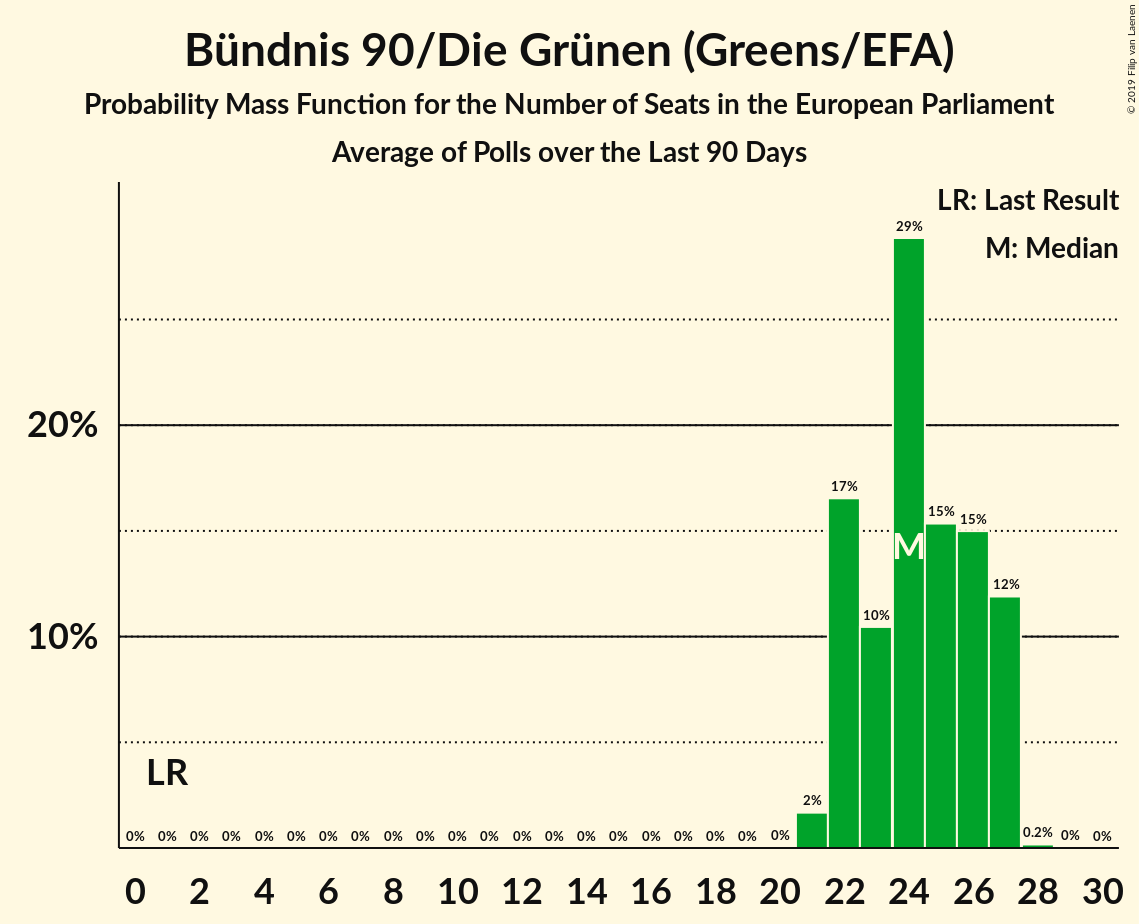 Bündnis 90/Die Grünen (Greens/EFA)
Probability Mass Function for the Number of Seats in the European Parliament
Average of Polls over the Last 90 Days
© 2019 Filip van Laenen
LR: Last Result
M: Median
29%
20%
17%
15% 15%
M
12%
10%
10%
LR
2%
0% 0% 0% 0% 0% 0% 0% 0% 0% 0% 0% 0% 0% 0% 0% 0% 0% 0% 0% 0% 0% 0.2% 0% 0%
0 2 4 6 8 10 12 14 16 18 20 22 24 26 28 30